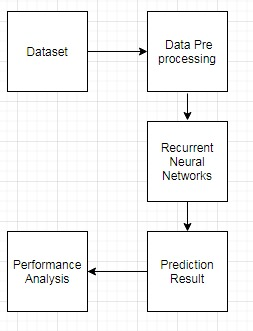 Dataset
Data Pre
processing
Recurrent
Neural
Networks
Prediction
Result
Performance
Analysis